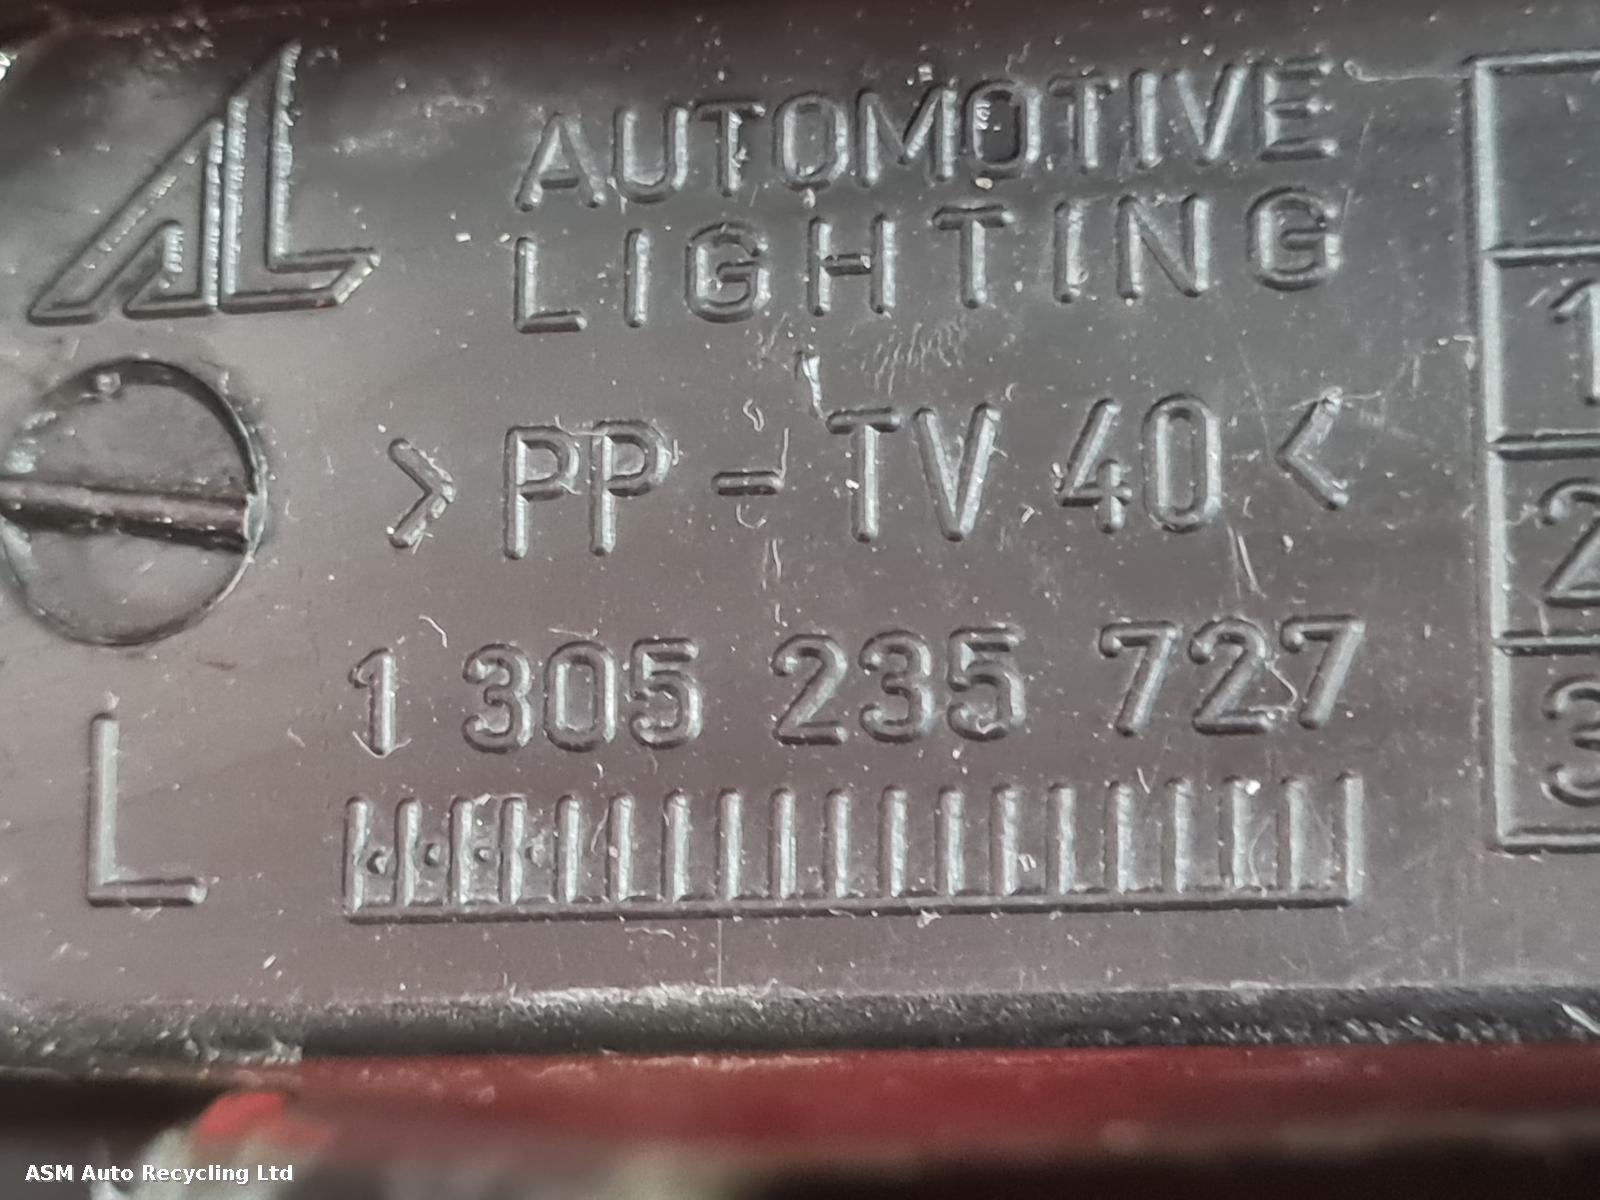 AL
AUTOMOTIVE
LIGHTING
>PP-TV 40<
1 305 235 727
L
1
2
3
ASM Auto Recycling Ltd